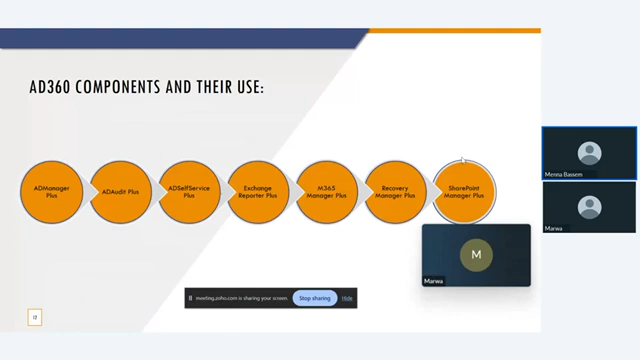 AD360 COMPONENTS AND THEIR USE:
ADManager
Plus
ADAudit Plus
ADSelfService
Plus
Exchange
Reporter Plus
M365
Manager Plus
Recovery
Manager Plus
SharePoint
Manager Plus
Menna Bassem
Marwa
M
Marwa
meeting.zoho.com is sharing your screen.
Stop sharing
Hide